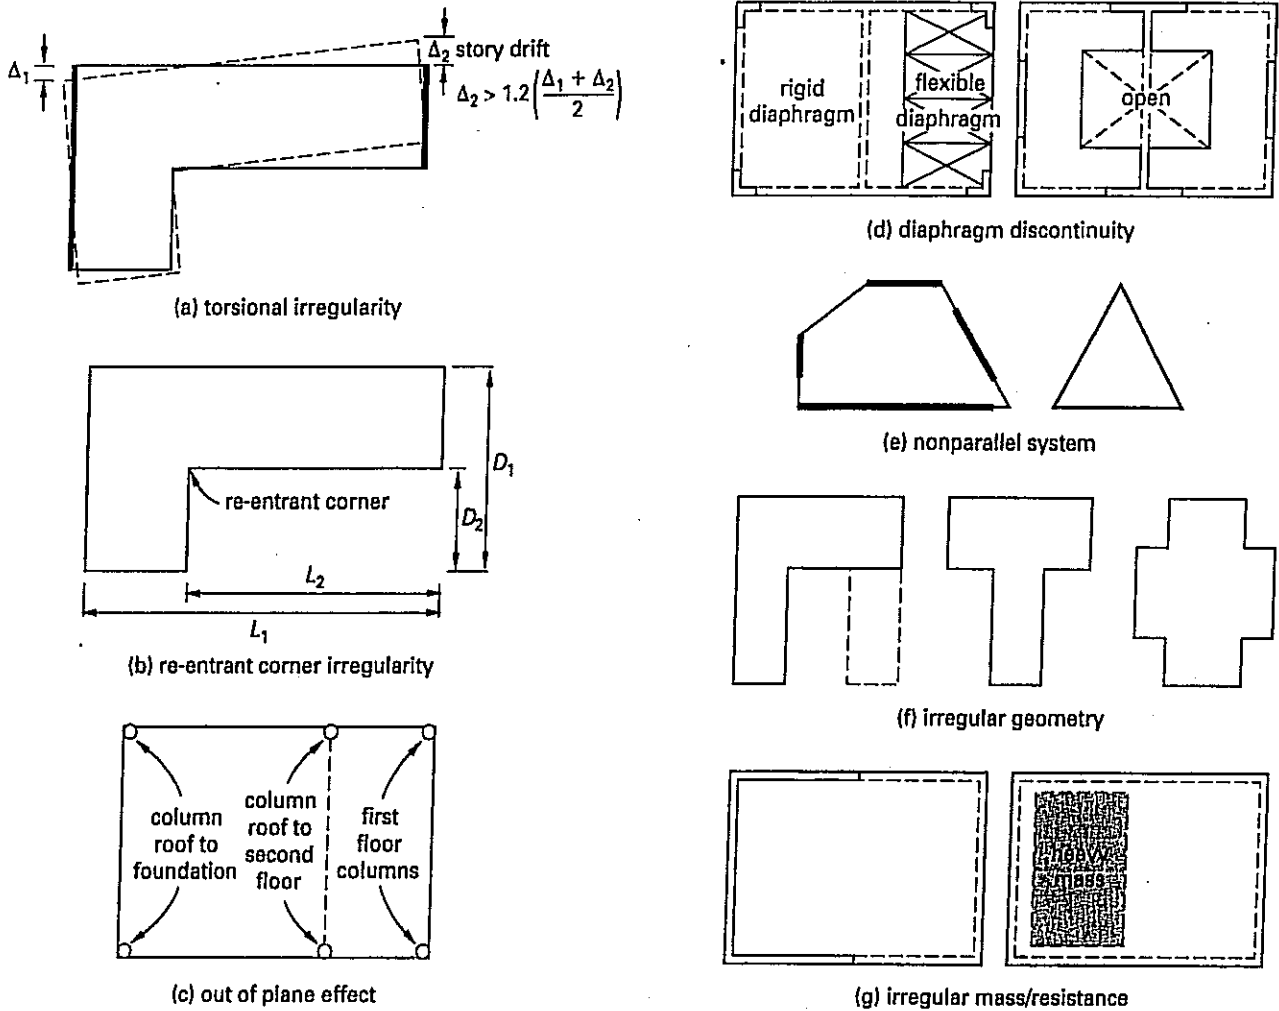 Δ₁
Δ₂ story drift
Δ₂ > 1.2(Δ₁ + Δ₂ / 2)
(a) torsional irregularity
re-entrant corner
D₁
D₂
L₂
L₁
(b) re-entrant corner irregularity
column
roof to
foundation
column
roof to
second
floor
first
floor
columns
(c) out of plane effect
rigid
diaphragm
flexible
diaphragm
open
(d) diaphragm discontinuity
(e) nonparallel system
(f) irregular geometry
heavy
mass
(g) irregular mass/resistance